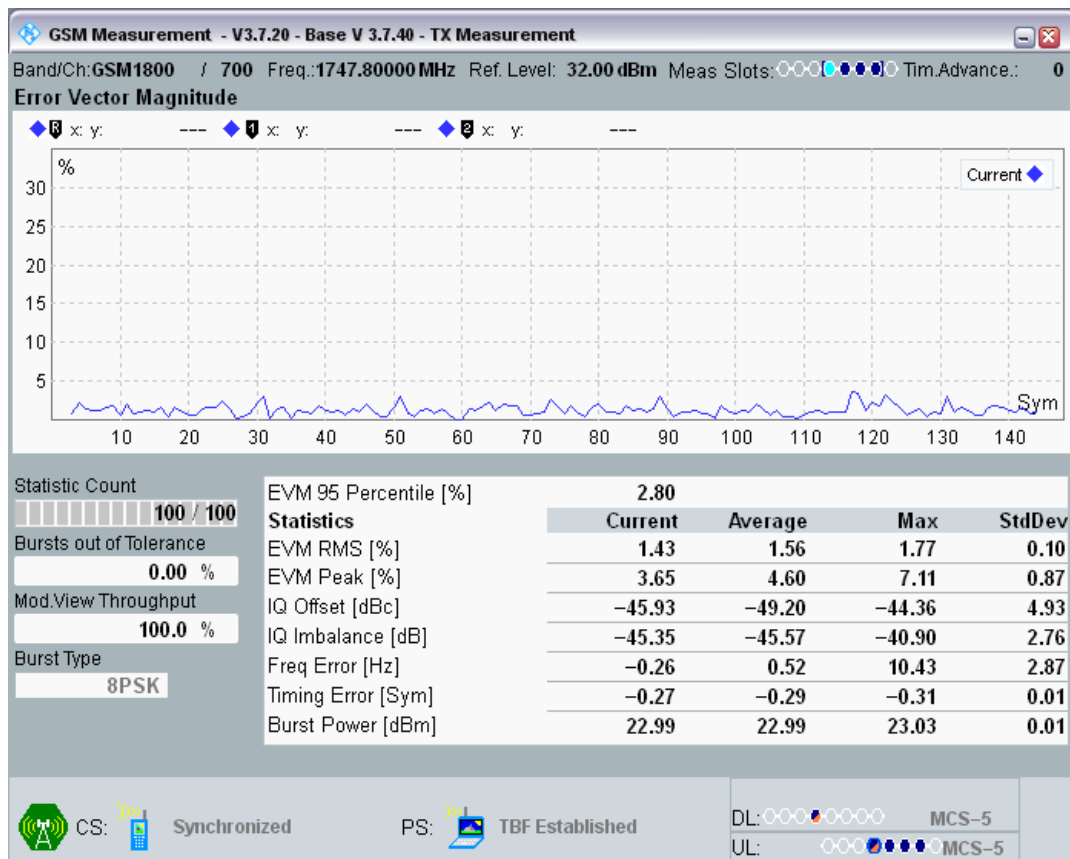 GSM Measurement - V3.7.20 - Base V 3.7.40 - TX Measurement
Band/Ch:GSM1800 / 700 Freq.:1747.80000 MHz Ref. Level: 32.00 dBm Meas Slots: Tim.Advance.: 0
Error Vector Magnitude
R x: y: --- 1 x: y: --- 2 x: y: ---
%
Current
30
25
20
15
10
5
Sym
10 20 30 40 50 60 70 80 90 100 110 120 130 140
Statistic Count
100 / 100
Bursts out of Tolerance
0.00 %
Mod.View Throughput
100.0 %
Burst Type
8PSK
EVM 95 Percentile [%] 2.80
Statistics Current Average Max StdDev
EVM RMS [%] 1.43 1.56 1.77 0.10
EVM Peak [%] 3.65 4.60 7.11 0.87
IQ Offset [dBc] −45.93 −49.20 −44.36 4.93
IQ Imbalance [dB] −45.35 −45.57 −40.90 2.76
Freq Error [Hz] −0.26 0.52 10.43 2.87
Timing Error [Sym] −0.27 −0.29 −0.31 0.01
Burst Power [dBm] 22.99 22.99 23.03 0.01
CS: Synchronized PS: TBF Established
DL: MCS−5
UL: MCS−5